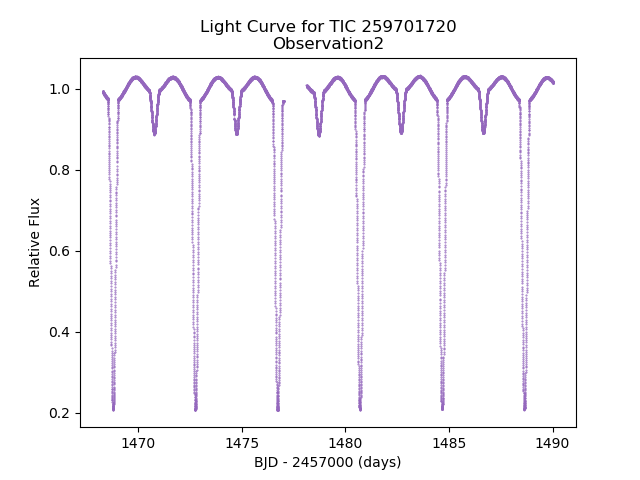 Light Curve for TIC 259701720
Observation2
Relative Flux
1.0
0.8
0.6
0.4
0.2
1470
1475
1480
1485
1490
BJD - 2457000 (days)